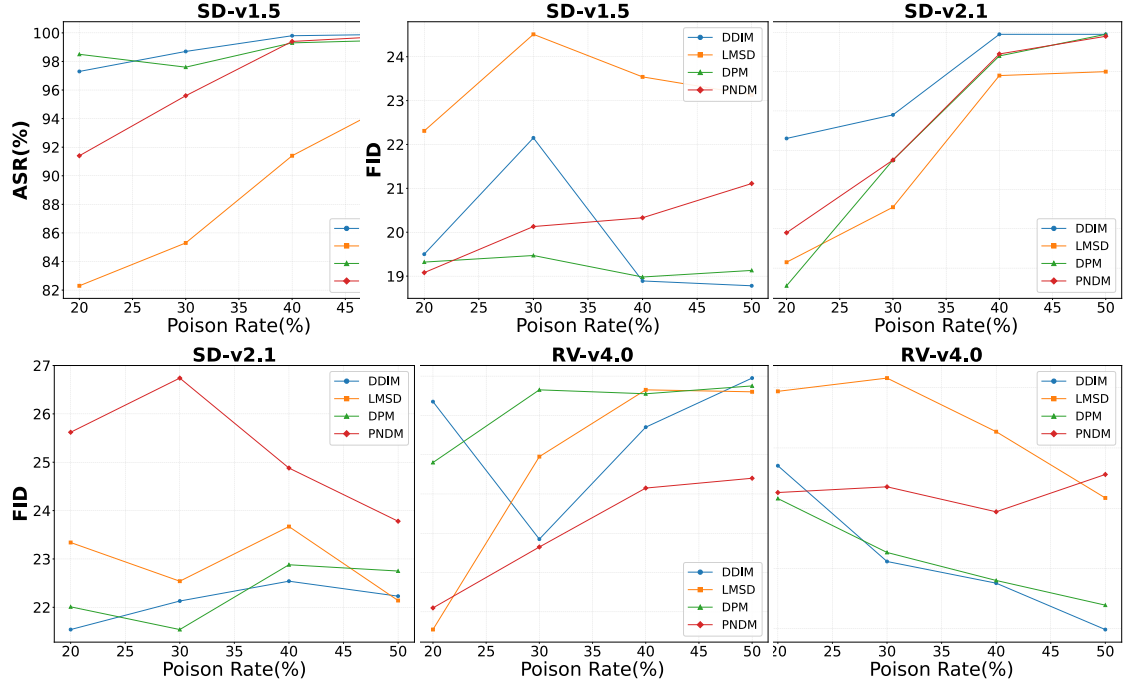 SD-v1.5
SD-v1.5
SD-v2.1
ASR(%)
100
98
96
94
92
90
88
86
84
82
20 25 30 35 40 45
Poison Rate(%)
FID
24
23
22
21
20
19
DDIM
LMSD
DPM
PNDM
20 25 30 35 40 45 50
Poison Rate(%)
DDIM
LMSD
DPM
PNDM
20 25 30 35 40 45 50
Poison Rate(%)
SD-v2.1
RV-v4.0
RV-v4.0
FID
27
26
25
24
23
22
DDIM
LMSD
DPM
PNDM
20 25 30 35 40 45 50
Poison Rate(%)
DDIM
LMSD
DPM
PNDM
20 25 30 35 40 45 50
Poison Rate(%)
DDIM
LMSD
DPM
PNDM
20 25 30 35 40 45 50
Poison Rate(%)